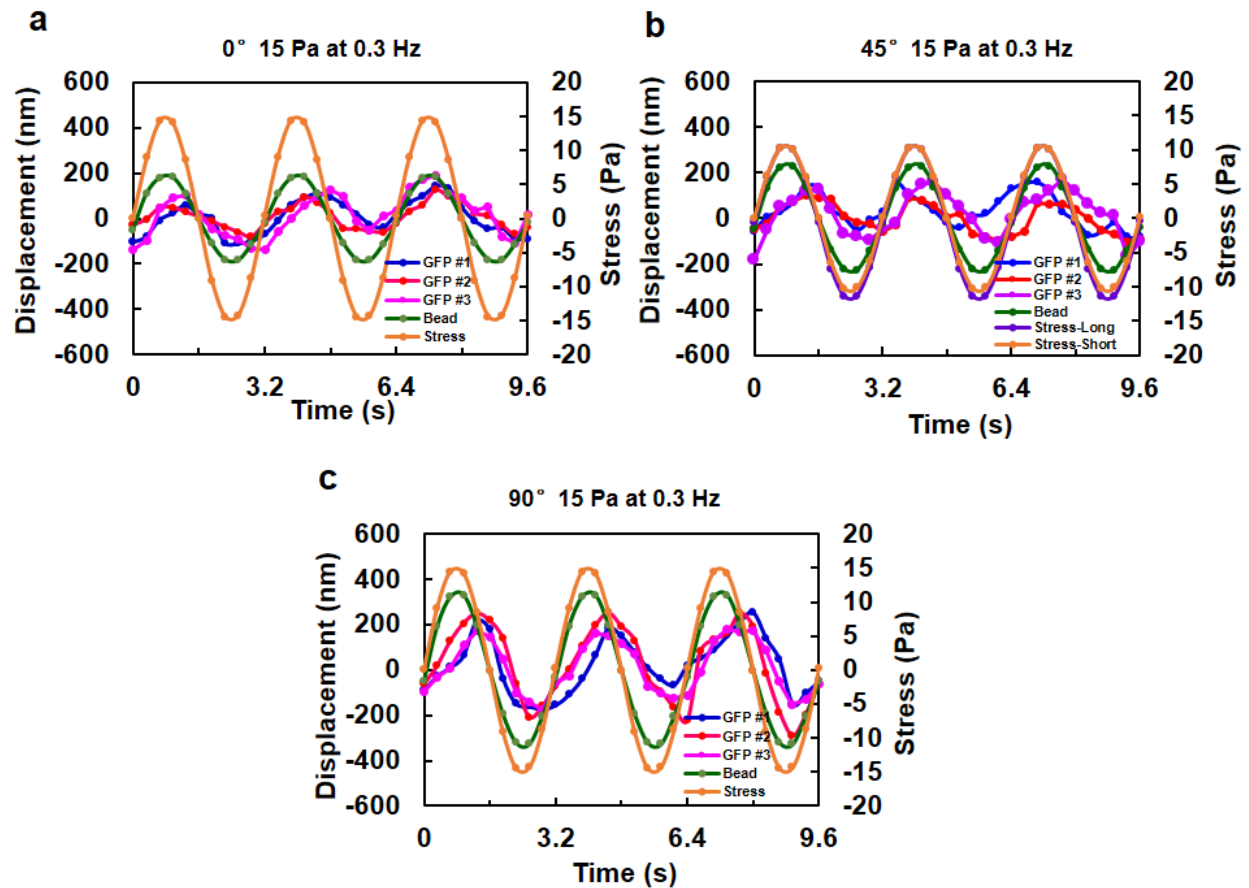 a
0° 15 Pa at 0.3 Hz
Displacement (nm)
600
400
200
0
-200
-400
-600
20
15
10
5
0
-5
-10
-15
-20
Stress (Pa)
GFP #1
GFP #2
GFP #3
Bead
Stress
0
3.2
6.4
9.6
Time (s)
b
45° 15 Pa at 0.3 Hz
Displacement (nm)
600
400
200
0
-200
-400
-600
20
15
10
5
0
-5
-10
-15
-20
Stress (Pa)
GFP #1
GFP #2
GFP #3
Bead
Stress-Long
Stress-Short
0
3.2
6.4
9.6
Time (s)
c
90° 15 Pa at 0.3 Hz
Displacement (nm)
600
400
200
0
-200
-400
-600
20
15
10
5
0
-5
-10
-15
-20
Stress (Pa)
GFP #1
GFP #2
GFP #3
Bead
Stress
0
3.2
6.4
9.6
Time (s)